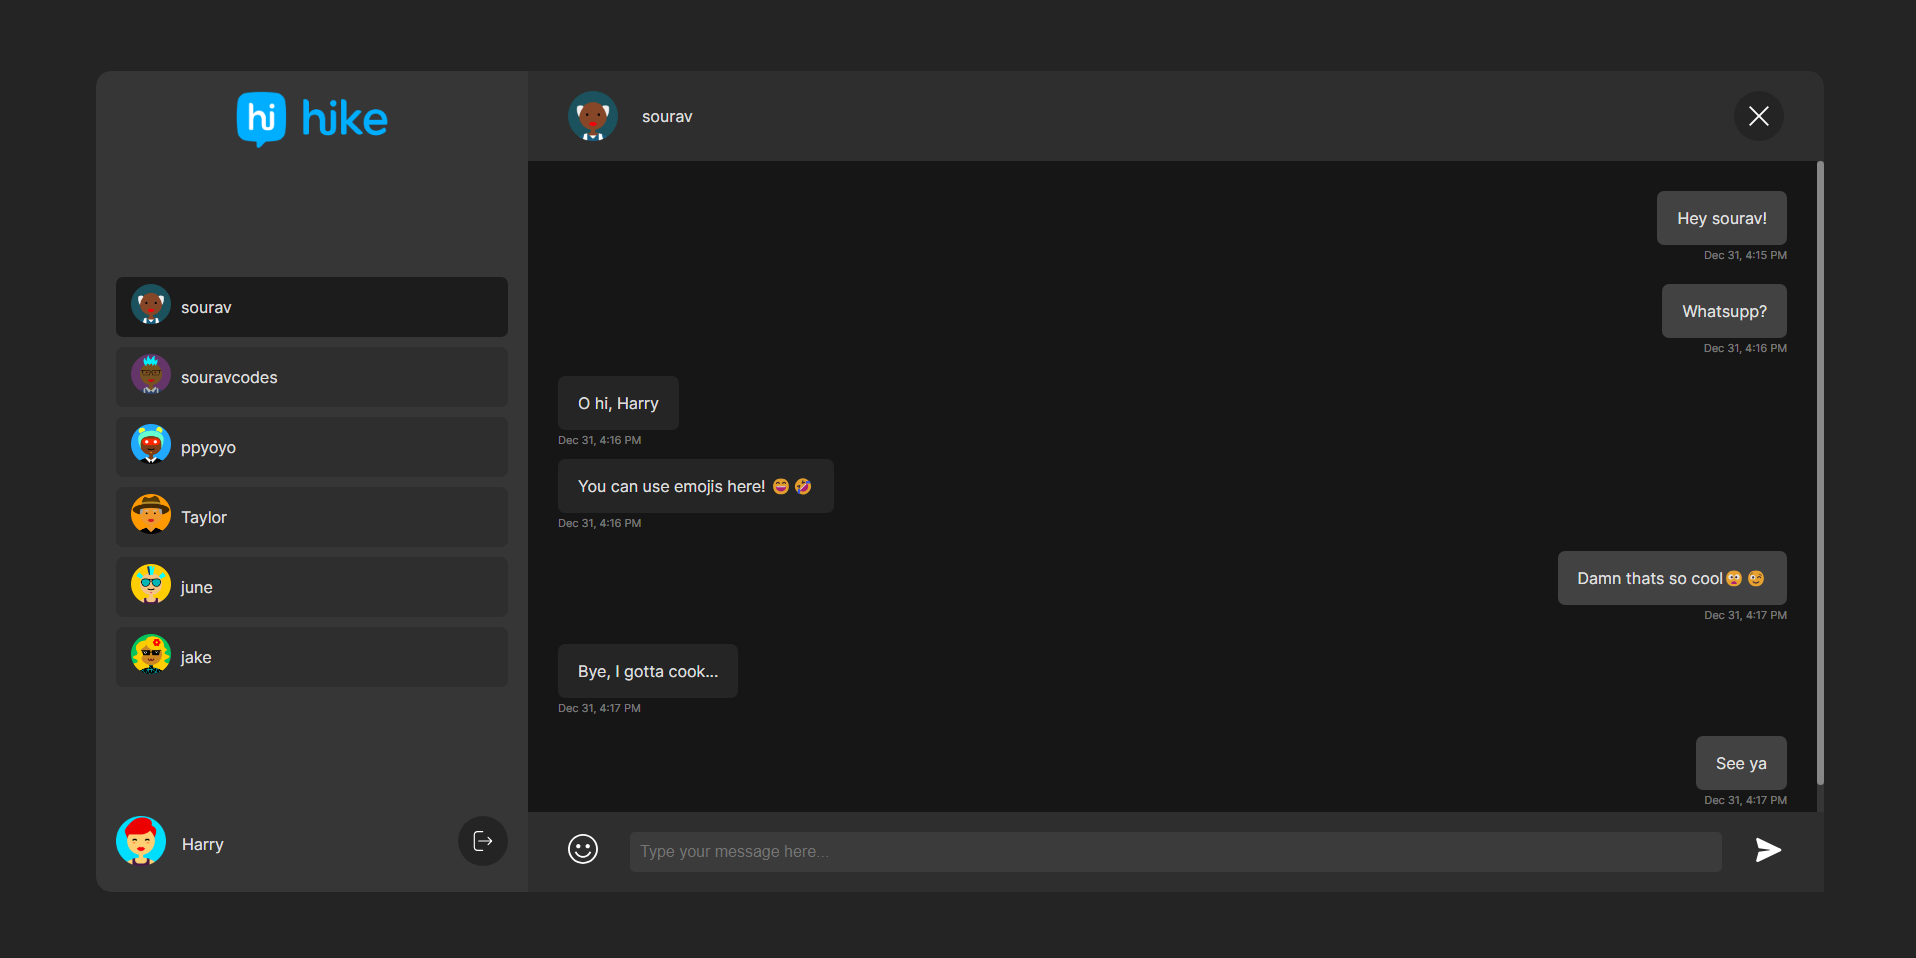 hi hike
sourav
souravcodes
ppyoyo
Taylor
june
jake
Harry
sourav
Hey sourav!
Dec 31, 4:15 PM
Whatsupp?
Dec 31, 4:16 PM
O hi, Harry
Dec 31, 4:16 PM
You can use emojis here! 😄 🤣
Dec 31, 4:16 PM
Damn thats so cool
Dec 31, 4:17 PM
Bye, I gotta cook...
Dec 31, 4:17 PM
See ya
Dec 31, 4:17 PM
Type your message here...